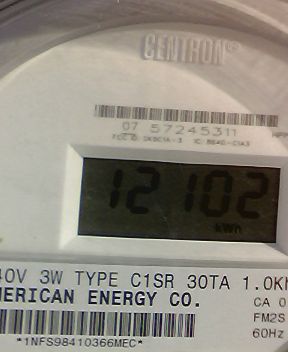 CENTRON®
07 57245311
12102
kWh
40V 3W TYPE C1SR 30TA 1.0K
MERICAN ENERGY CO.
CA 0
FM2S
60Hz
*1NFS98410366MEC*